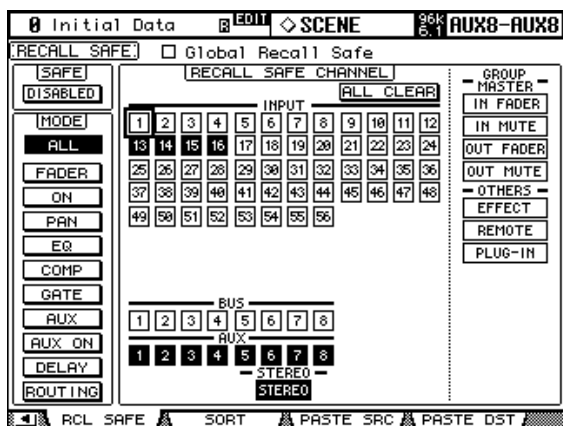 0 Initial Data R EDIT ◇SCENE 96K 6.1 AUX8-AUX8
RECALL SAFE □ Global Recall Safe
SAFE
DISABLED
MODE
ALL
FADER
ON
PAN
EQ
COMP
GATE
AUX
AUX ON
DELAY
ROUTING
RECALL SAFE CHANNEL
ALL CLEAR
INPUT
1 2 3 4 5 6 7 8 9 10 11 12
13 14 15 16 17 18 19 20 21 22 23 24
25 26 27 28 29 30 31 32 33 34 35 36
37 38 39 40 41 42 43 44 45 46 47 48
49 50 51 52 53 54 55 56
BUS
1 2 3 4 5 6 7 8
AUX
1 2 3 4 5 6 7 8
STEREO
STEREO
GROUP
MASTER
IN FADER
IN MUTE
OUT FADER
OUT MUTE
OTHERS
EFFECT
REMOTE
PLUG-IN
RCL SAFE SORT PASTE SRC PASTE DST